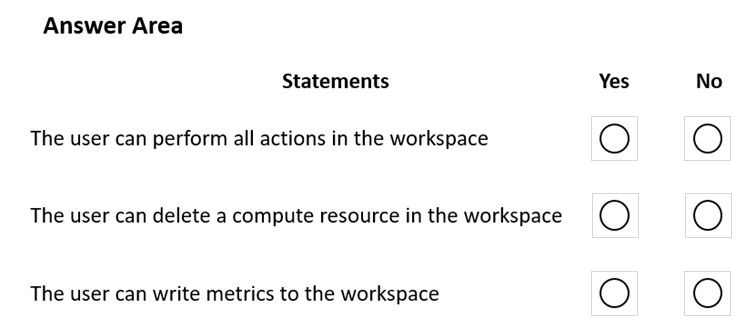 Answer Area
Statements Yes No
The user can perform all actions in the workspace
The user can delete a compute resource in the workspace
The user can write metrics to the workspace